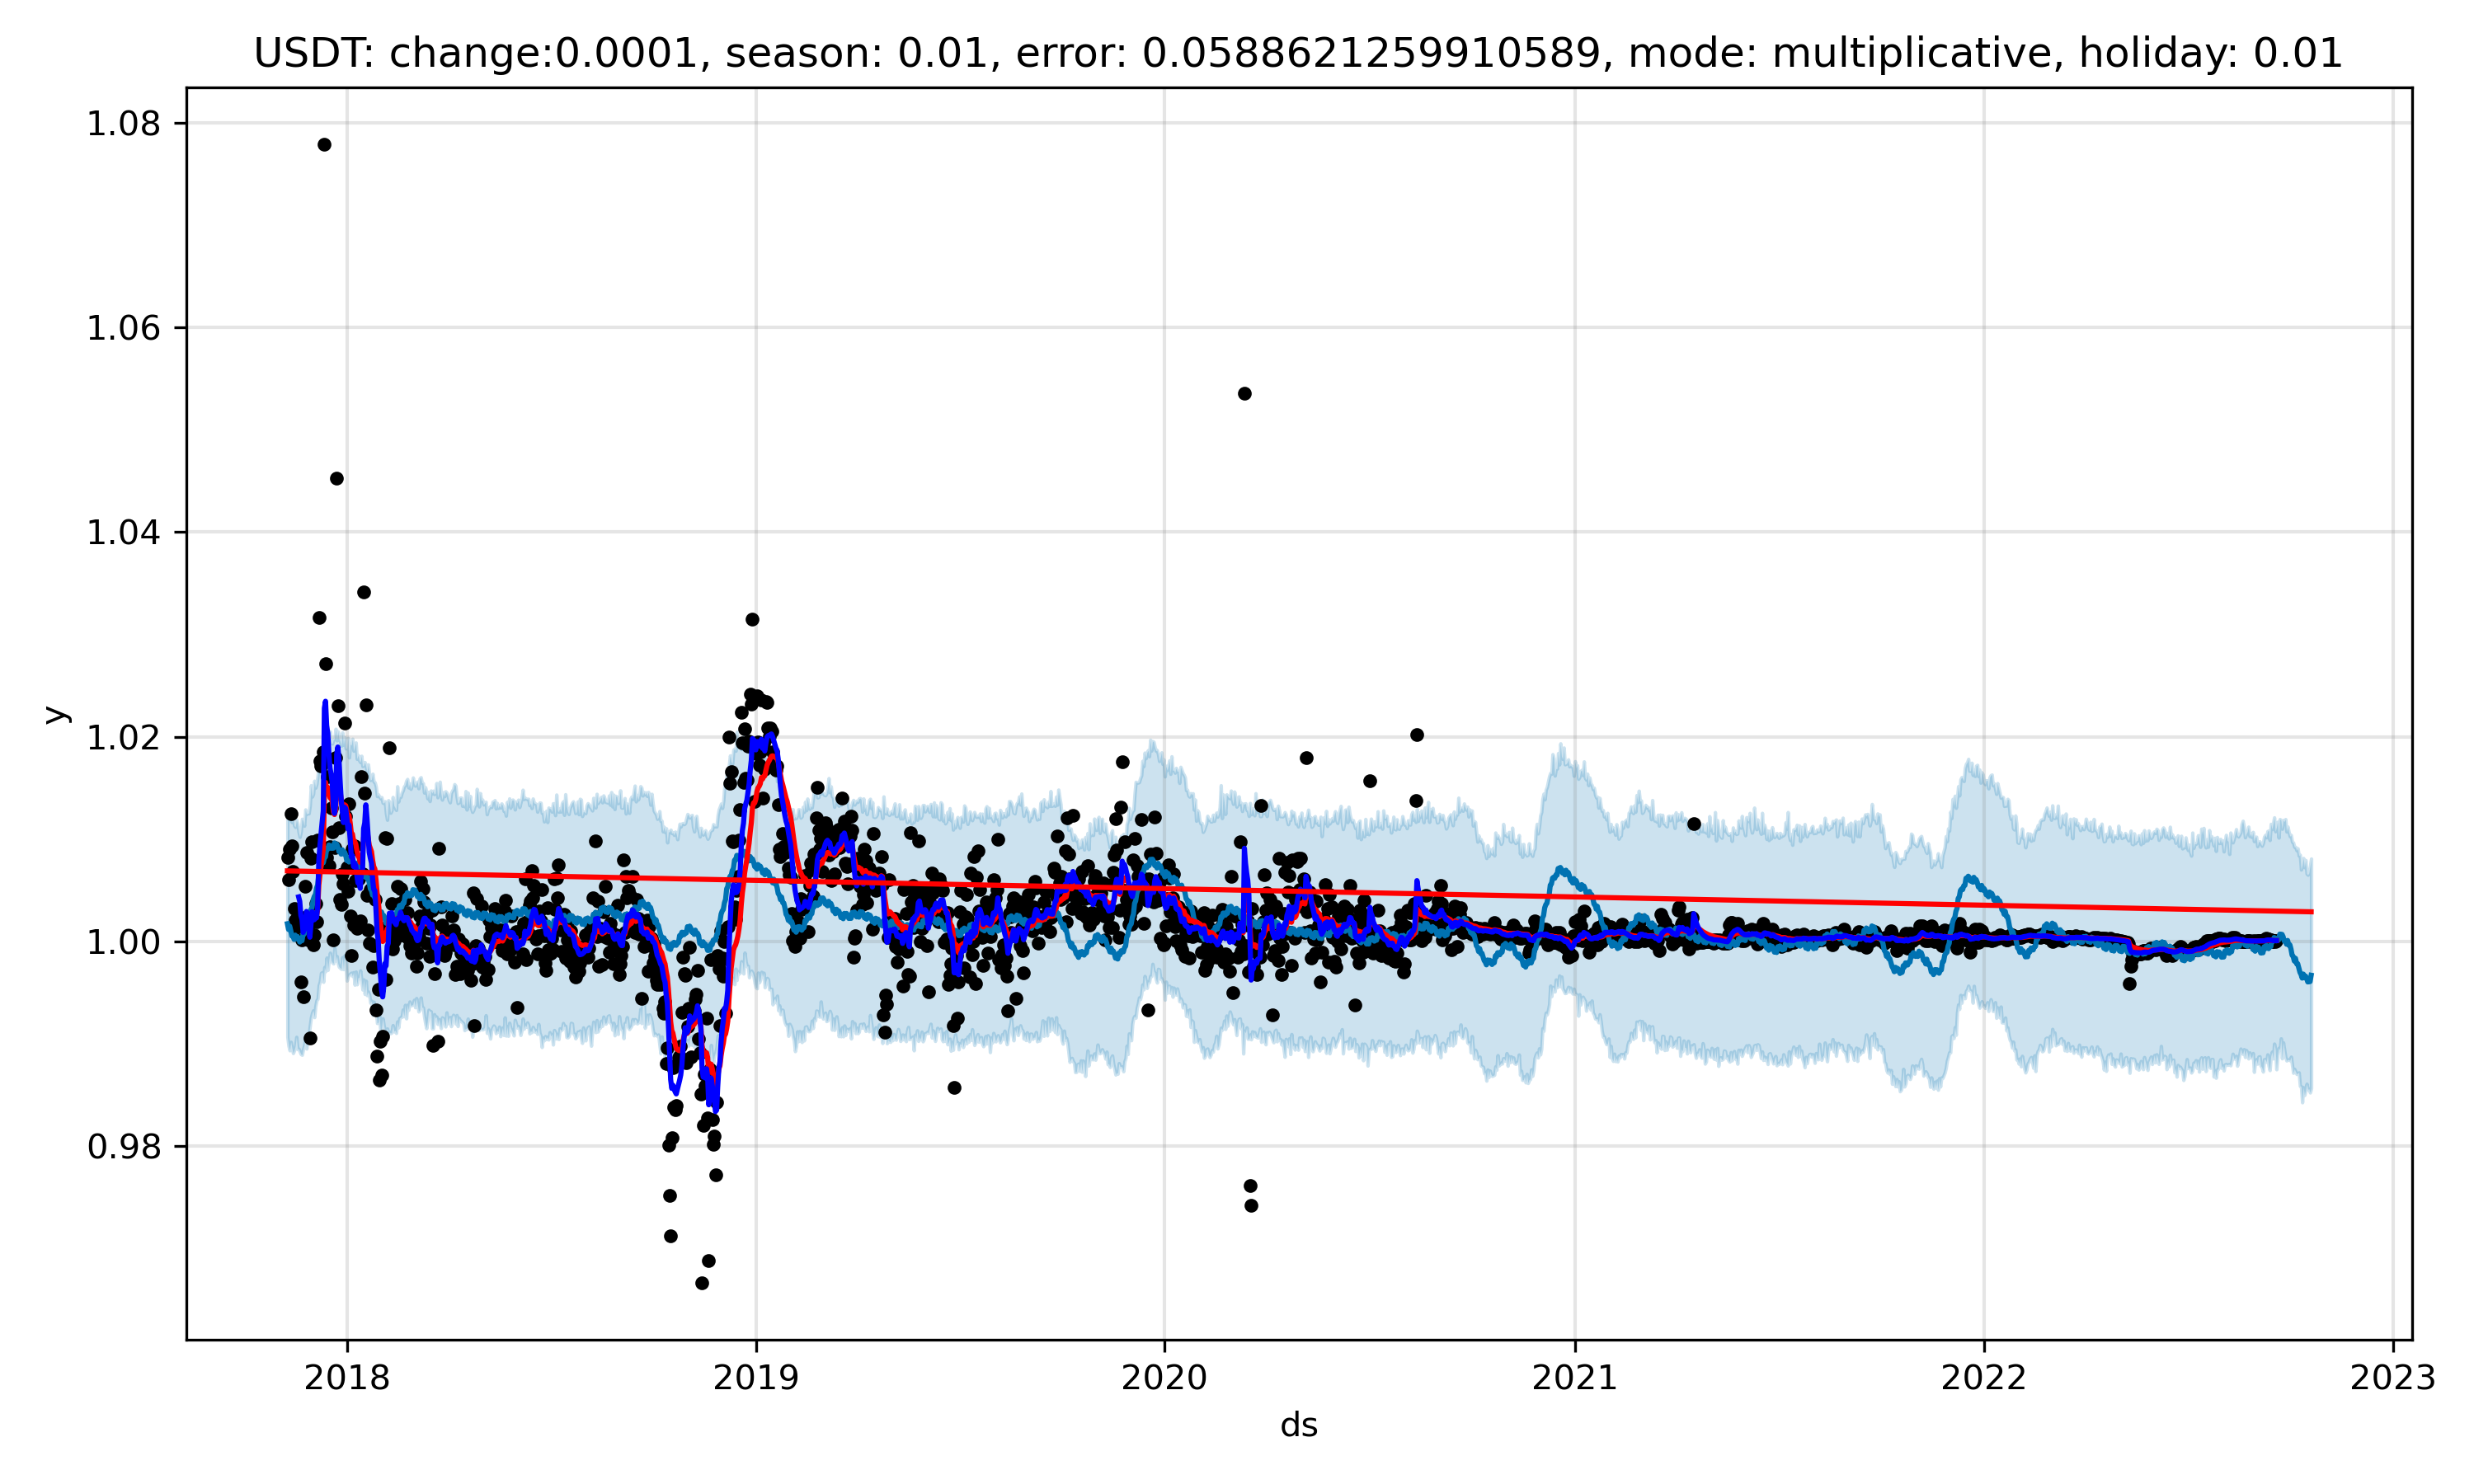 USDT: change:0.0001, season: 0.01, error: 0.0588621259910589, mode: multiplicative, holiday: 0.01
1.08
1.06
1.04
1.02
1.00
0.98
y
2018 2019 2020 2021 2022 2023
ds